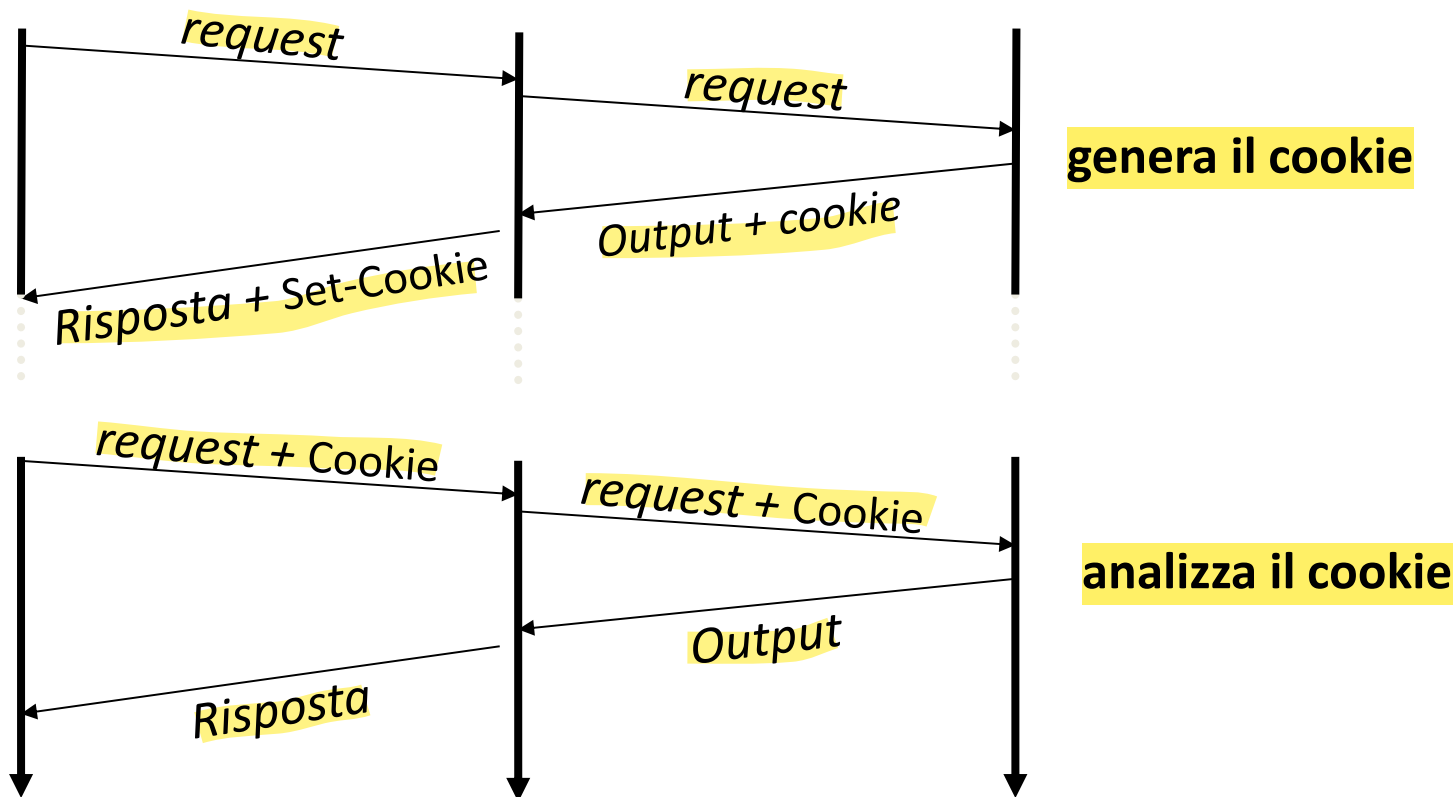 request
request
genera il cookie
Output + cookie
Risposta + Set-Cookie
request + Cookie
request + Cookie
analizza il cookie
Output
Risposta